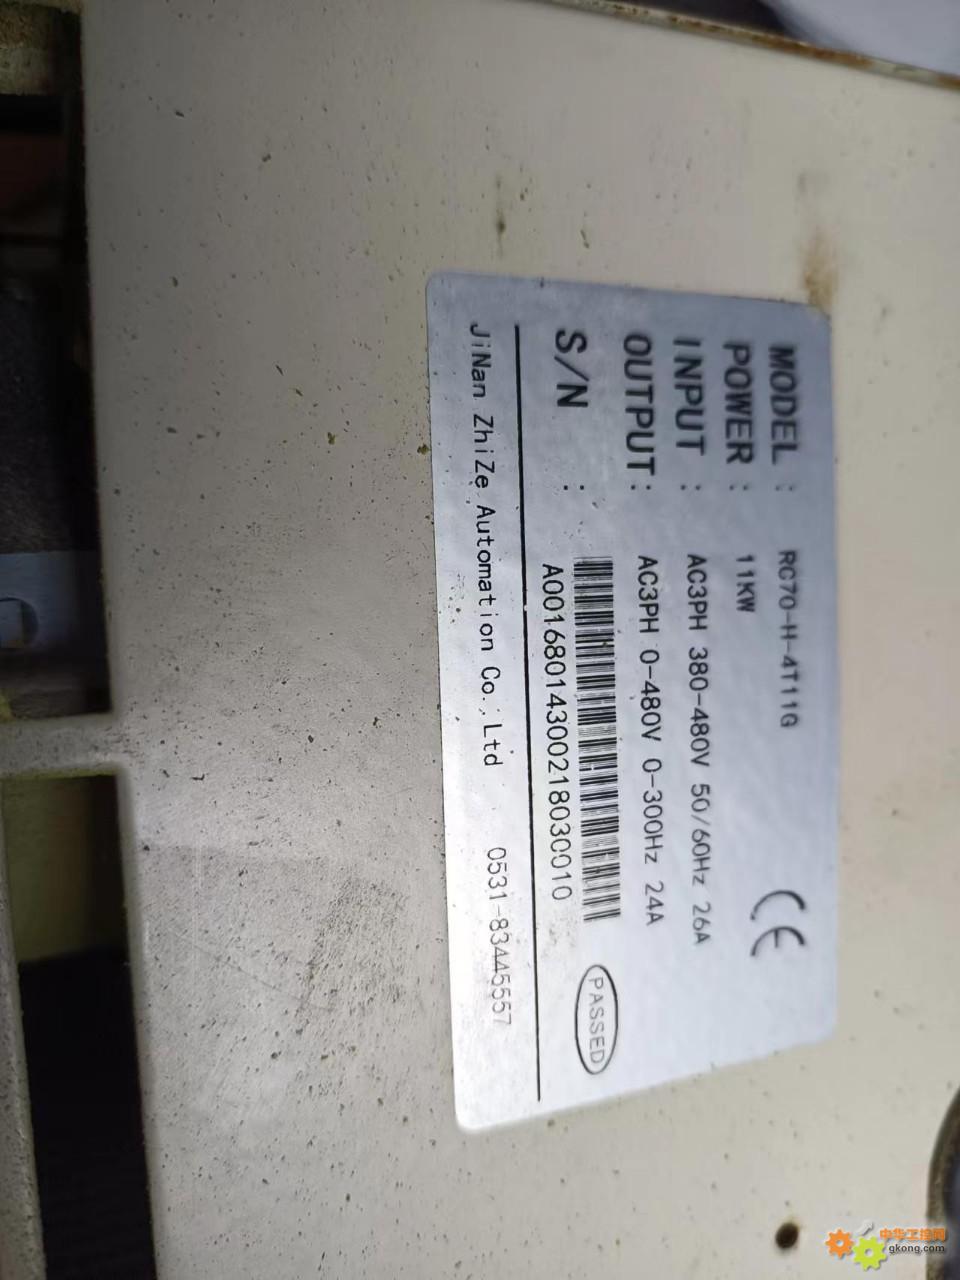 MODEL : RC70-H-4T11G
POWER : 11KW
INPUT : AC3PH 380-480V 50/60Hz 26A
OUTPUT: AC3PH 0-480V 0-300Hz 24A
CE
S/N :
A00168014300218030010
PASSED
JiNan ZhiZe Automation Co.,Ltd 0531-83445557
中华工控网
gkong.com